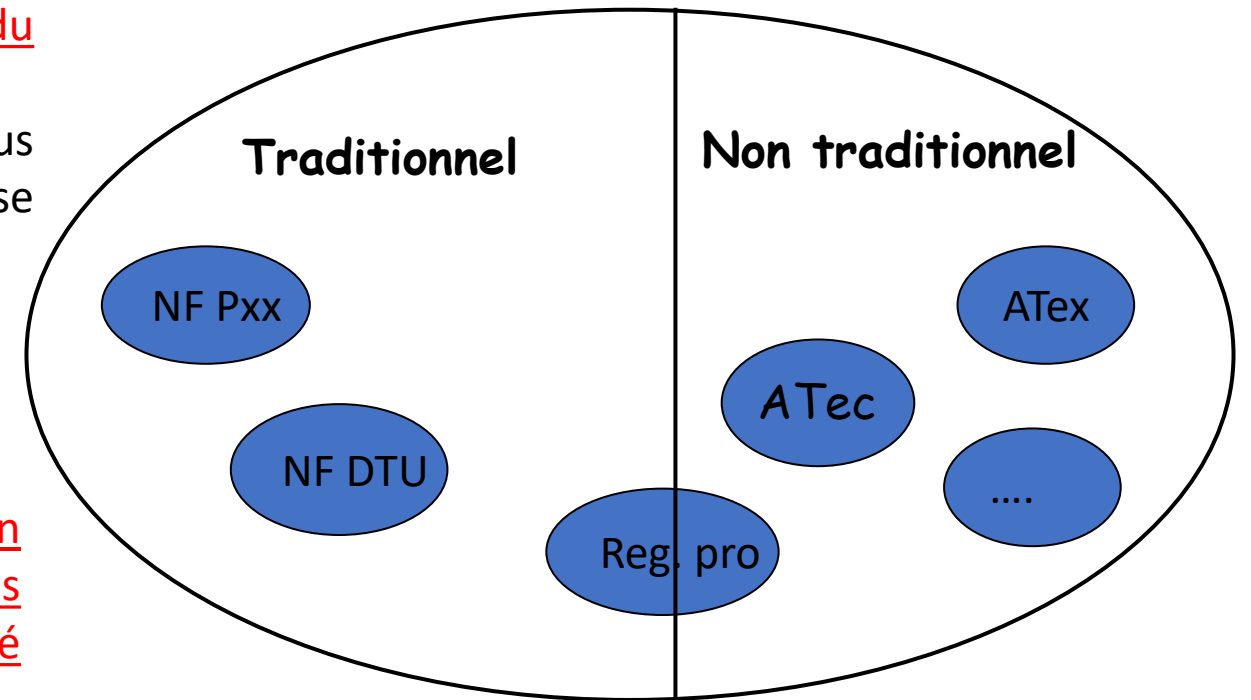 du
us
se
Traditionnel
Non traditionnel
NF Pxx
ATex
ATec
NF DTU
....
Reg. pro
n
s
é